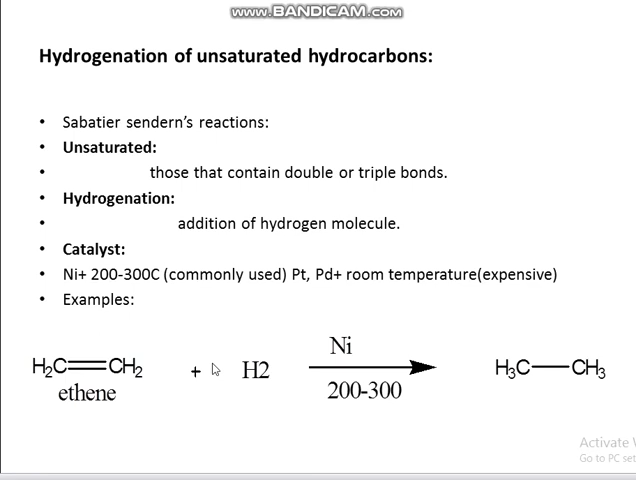 WWW.BANDICAM.COM
Hydrogenation of unsaturated hydrocarbons:
• Sabatier sendern’s reactions:
• Unsaturated:
• those that contain double or triple bonds.
• Hydrogenation:
• addition of hydrogen molecule.
• Catalyst:
• Ni+ 200-300C (commonly used) Pt, Pd+ room temperature(expensive)
• Examples:
Ni
H₂C=CH₂ + H2 H₃C—CH₃
ethene 200-300
Activate
Go to PC set